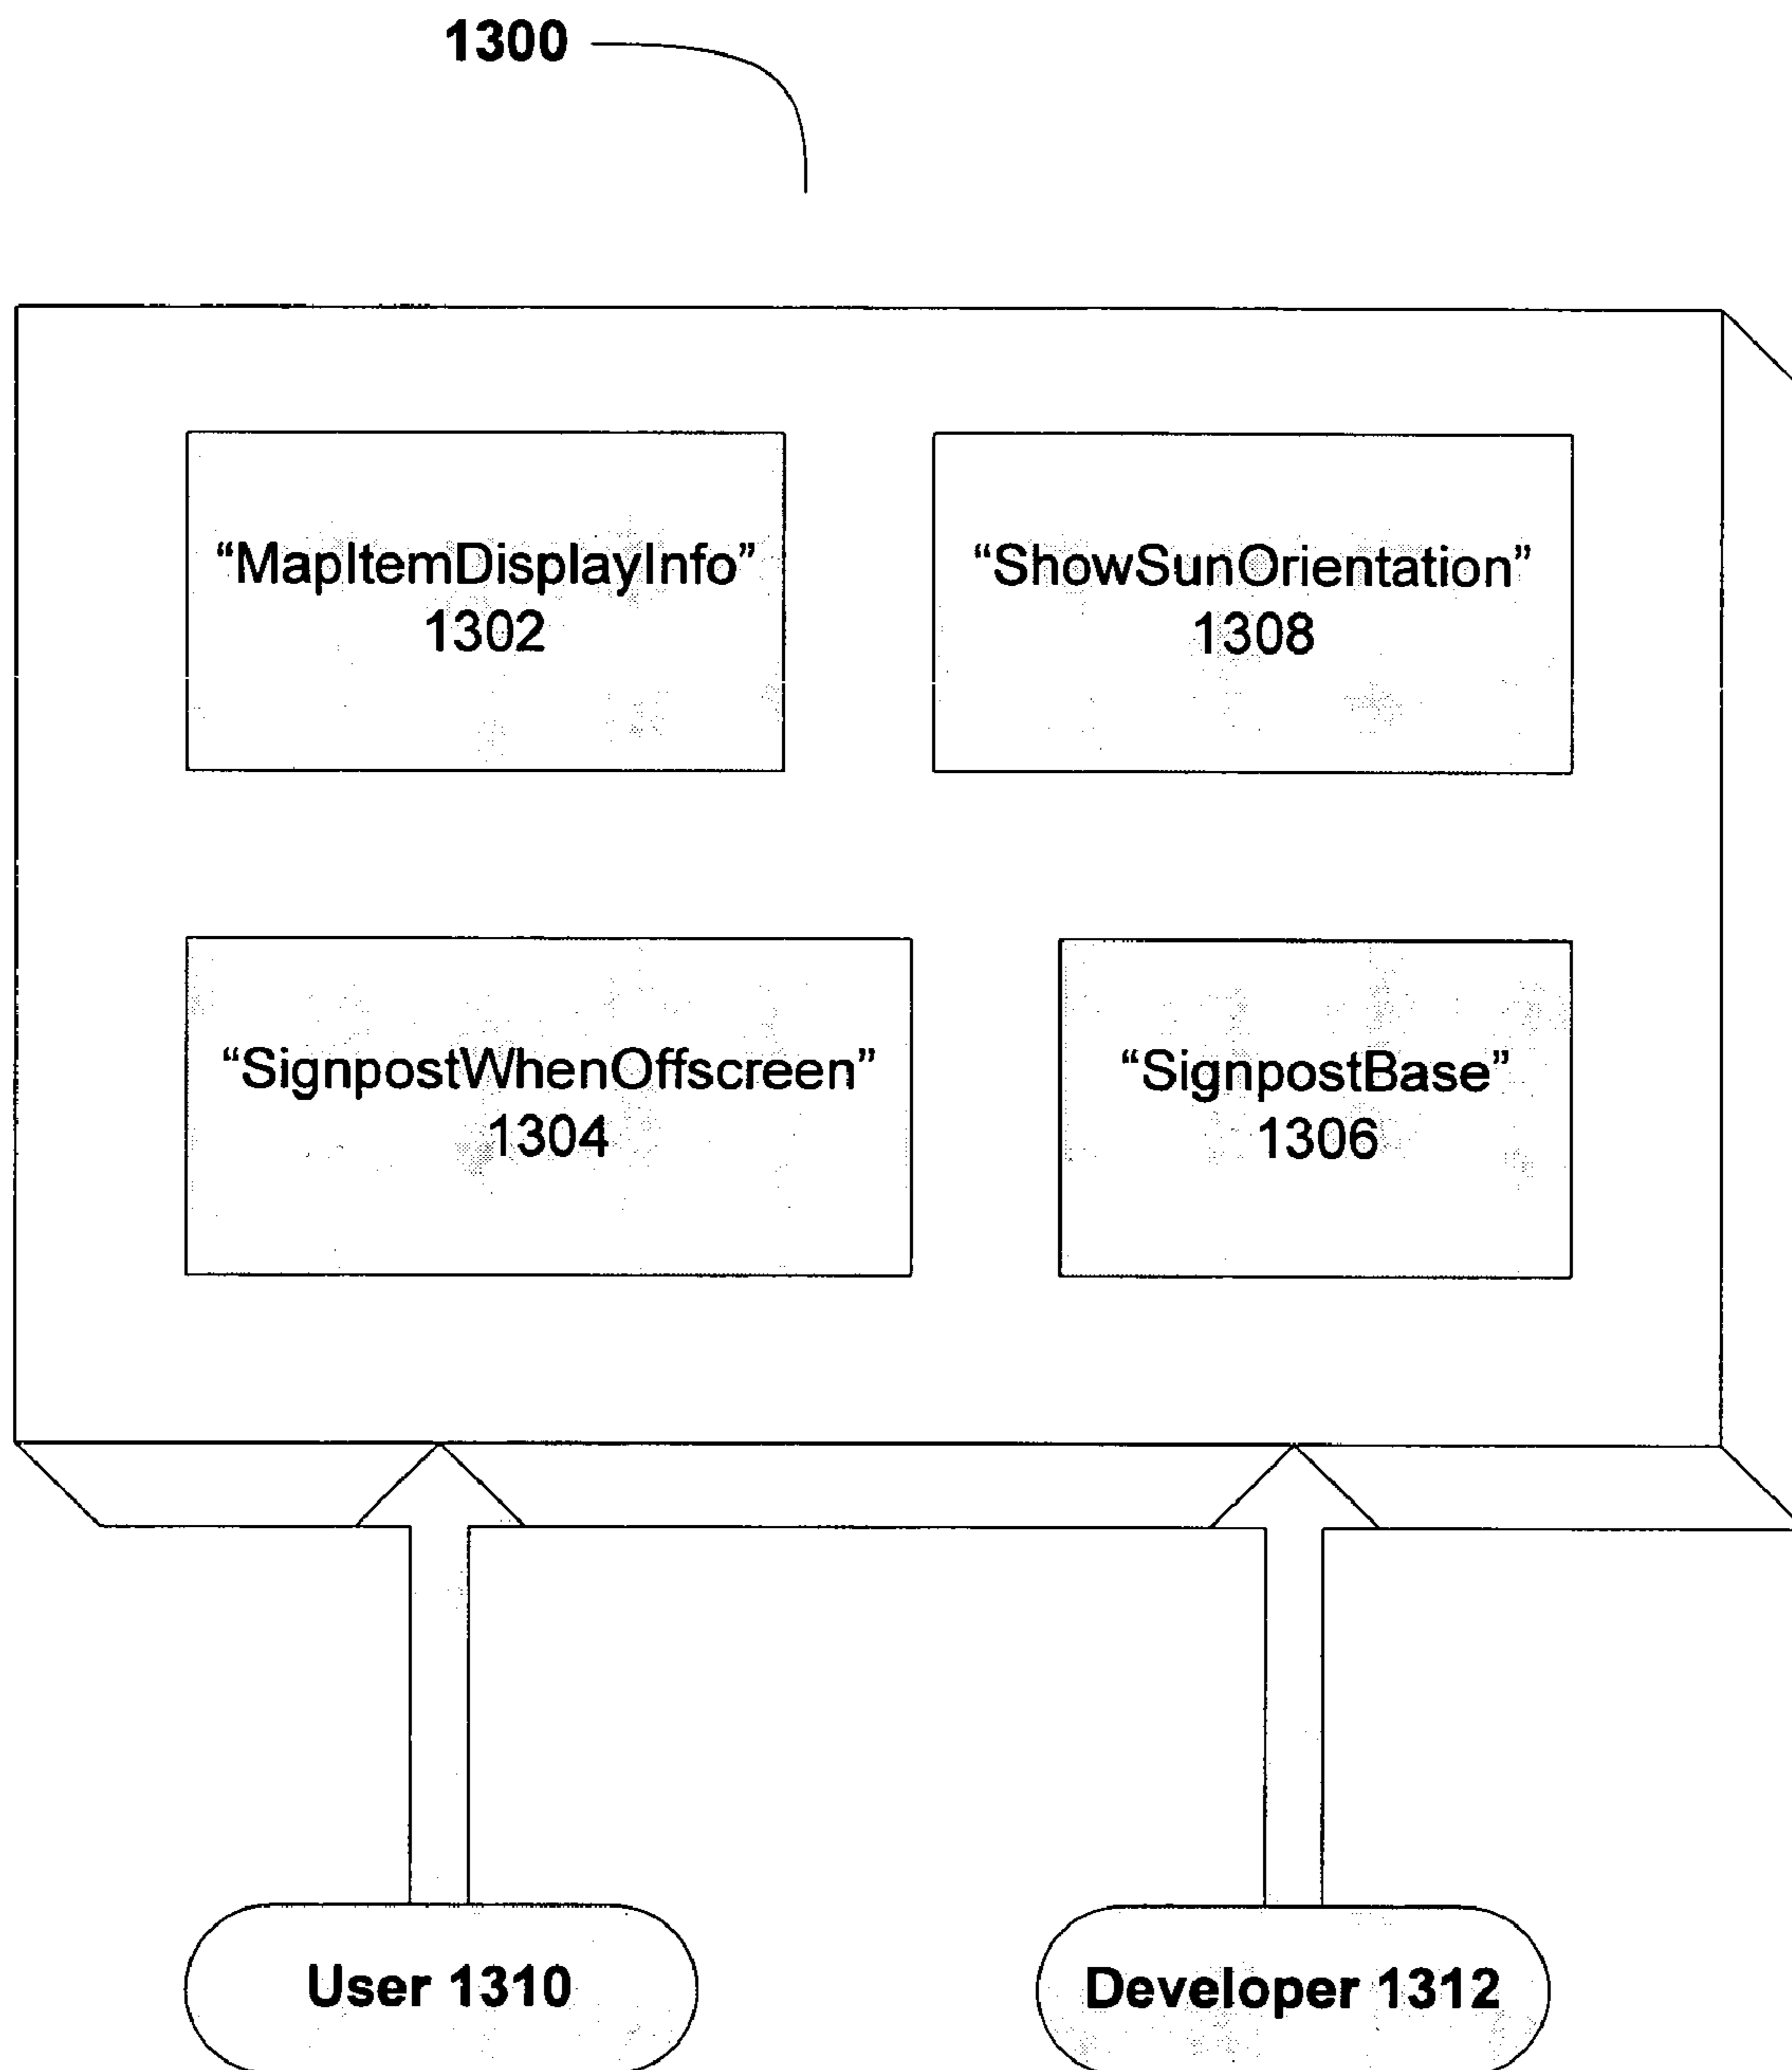 1300
“MapItemDisplayInfo”
1302
“ShowSunOrientation”
1308
“SignpostWhenOffscreen”
1304
“SignpostBase”
1306
User 1310
Developer 1312